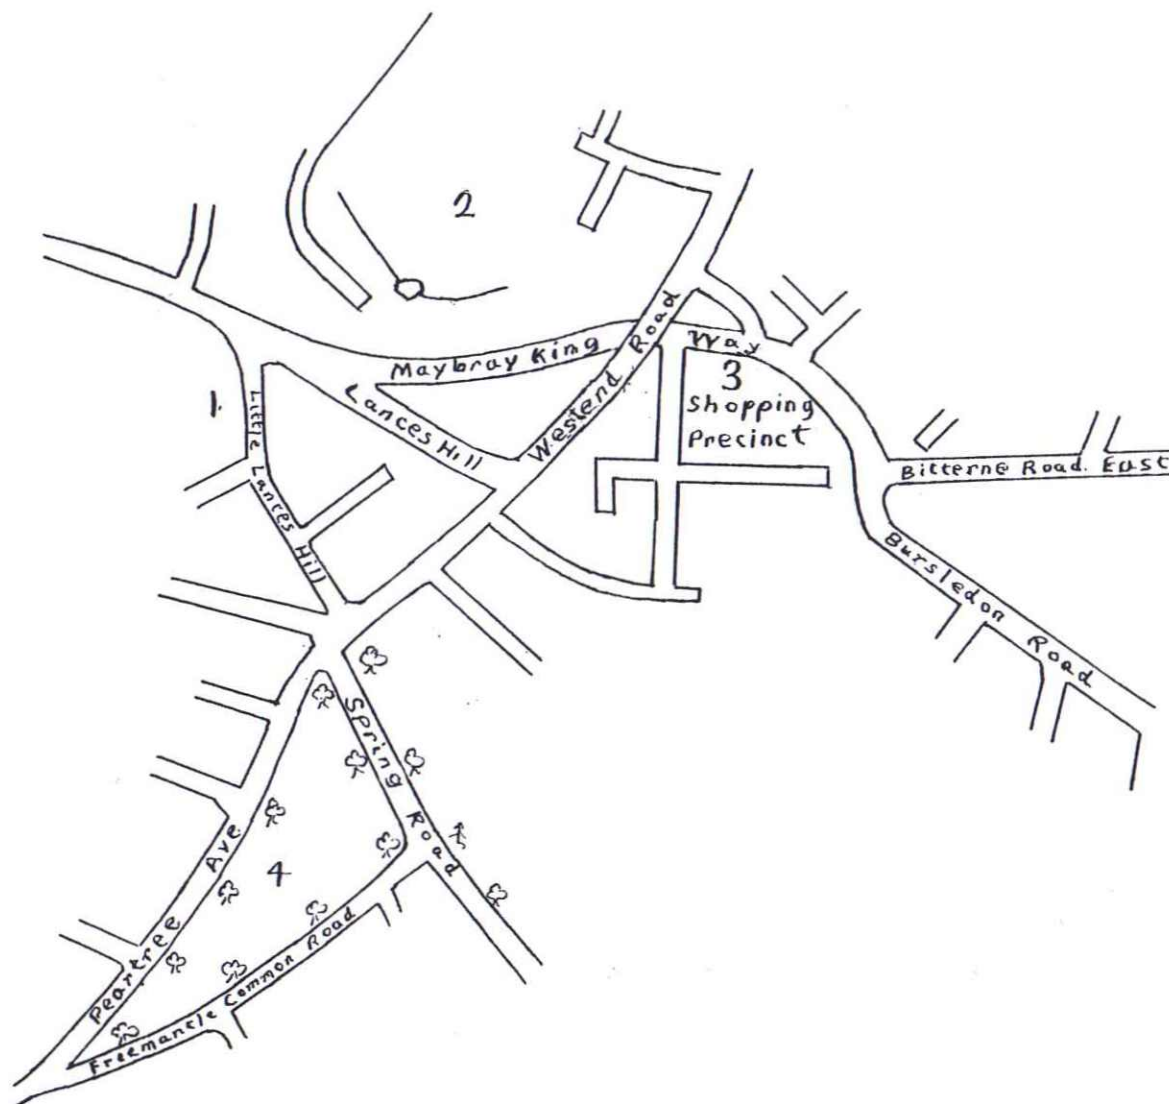 2
Maybray King Way
Westend Road
3
Shopping
Precinct
1.
Little Lances Hill
Lances Hill
Bitterne Road. East
Bursledon Road
Spring Road
4
Peartree Ave
Freemantle Common Road